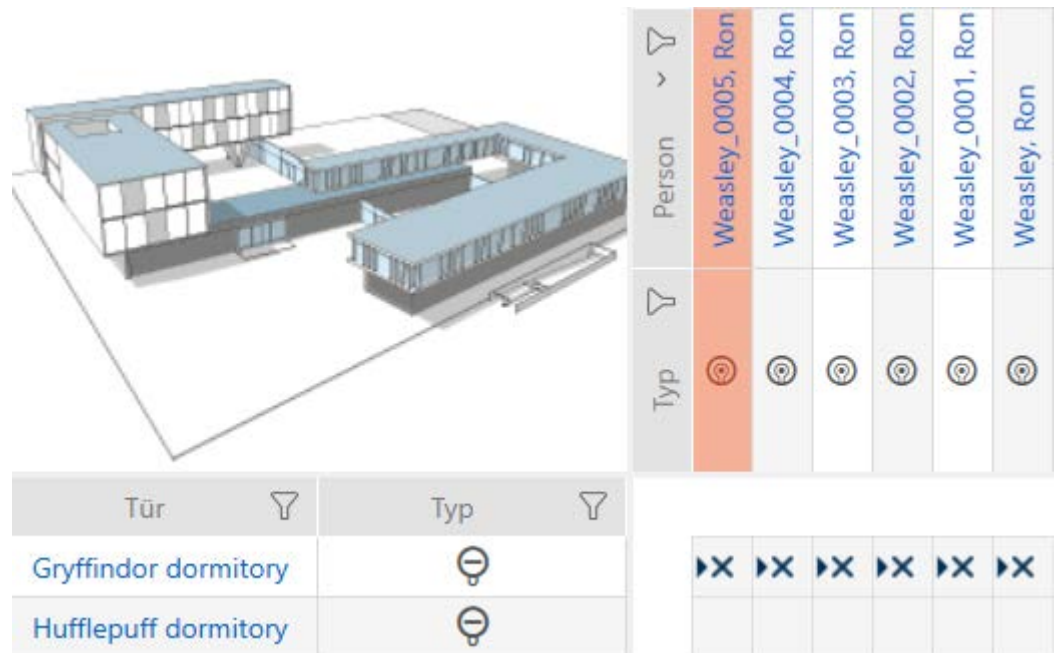 Person
Weasley_0005, Ron
Weasley_0004, Ron
Weasley_0003, Ron
Weasley_0002, Ron
Weasley_0001, Ron
Weasley, Ron
Typ
Tür
Typ
Gryffindor dormitory
Hufflepuff dormitory